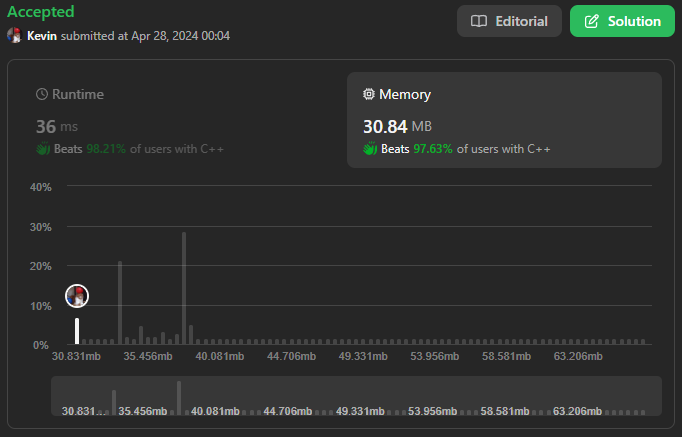 Accepted
Editorial
Solution
Kevin submitted at Apr 28, 2024 00:04
Runtime
Memory
36 ms
30.84 MB
Beats 98.21% of users with C++
Beats 97.63% of users with C++
40%
30%
20%
10%
0%
30.831mb 35.456mb 40.081mb 44.706mb 49.331mb 53.956mb 58.581mb 63.206mb
30.831... 35.456mb 40.081mb 44.706mb 49.331mb 53.956mb 58.581mb 63.206mb